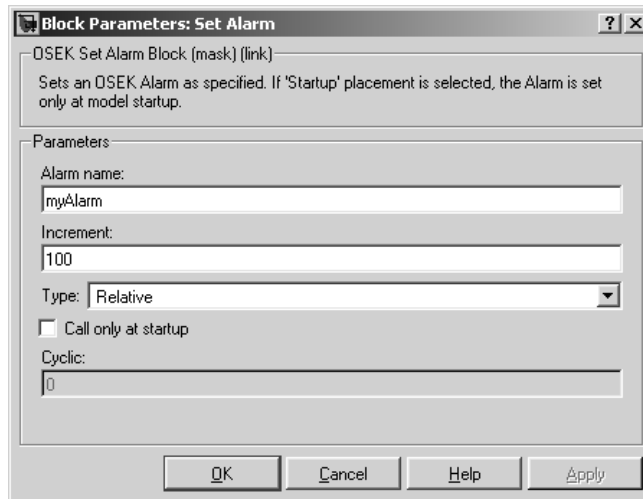 Block Parameters: Set Alarm
OSEK Set Alarm Block (mask) (link)
Sets an OSEK Alarm as specified. If 'Startup' placement is selected, the Alarm is set
only at model startup.
Parameters
Alarm name:
myAlarm
Increment:
100
Type: Relative
Call only at startup
Cyclic:
0
OK Cancel Help Apply